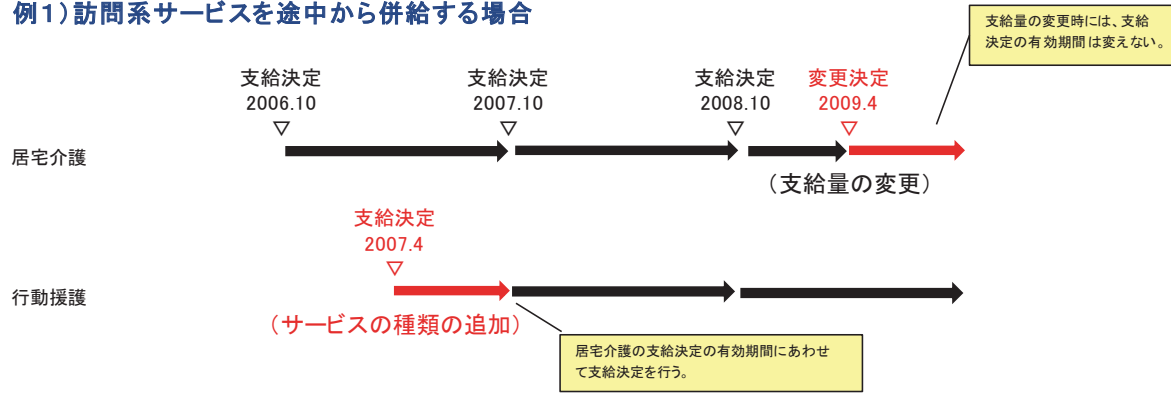 例1)訪問系サービスを途中から併給する場合
支給量の変更時には、支給
決定の有効期間は変えない。
支給決定
2006.10
▽
支給決定
2007.10
▽
支給決定
2008.10
▽
変更決定
2009.4
▽
居宅介護
(支給量の変更)
支給決定
2007.4
▽
行動援護
(サービスの種類の追加)
居宅介護の支給決定の有効期間にあわせ
て支給決定を行う。